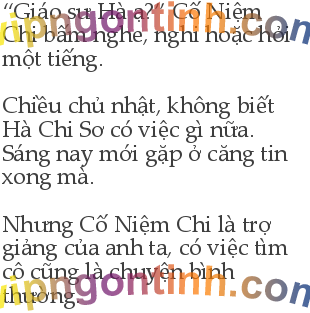 “Giáo sư Hà ạ?“ Cố Niệm
Chi bấm nghe, nghi hoặc hỏi
một tiếng.
Chiều chủ nhật, không biết
Hà Chi Sơ có việc gì nữa.
Sáng nay mới gặp ở căng tin
xong mà.
Nhưng Cố Niệm Chi là trợ
giảng của anh ta, có việc tìm
cô cũng là chuyện bình
thường.